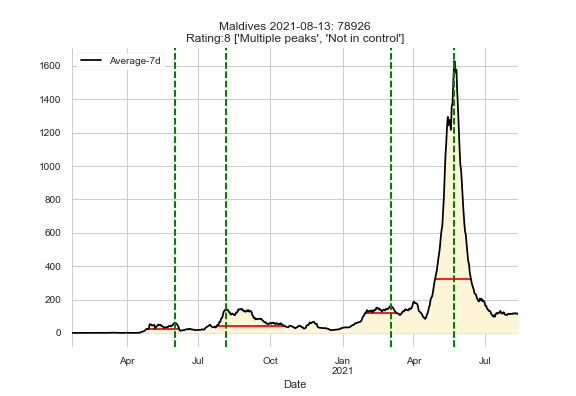 Maldives 2021-08-13: 78926
Rating:8 ['Multiple peaks', 'Not in control']
Average-7d
1600
1400
1200
1000
800
600
400
200
0
Apr Jul Oct Jan Apr Jul
2021
Date